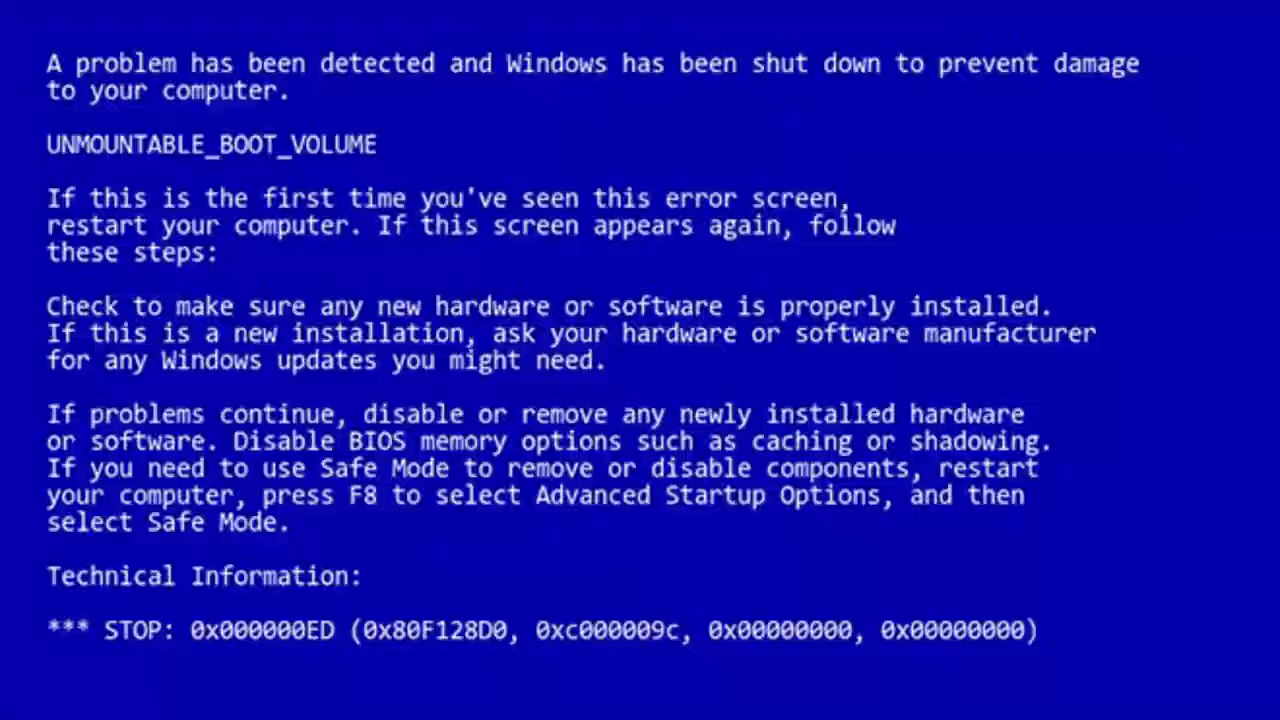 A problem has been detected and Windows has been shut down to prevent damage
to your computer.
UNMOUNTABLE_BOOT_VOLUME
If this is the first time you've seen this error screen,
restart your computer. If this screen appears again, follow
these steps:
Check to make sure any new hardware or software is properly installed.
If this is a new installation, ask your hardware or software manufacturer
for any Windows updates you might need.
If problems continue, disable or remove any newly installed hardware
or software. Disable BIOS memory options such as caching or shadowing.
If you need to use Safe Mode to remove or disable components, restart
your computer, press F8 to select Advanced Startup Options, and then
select Safe Mode.
Technical Information:
*** STOP: 0x000000ED (0x80F128D0, 0xc000009c, 0x00000000, 0x00000000)